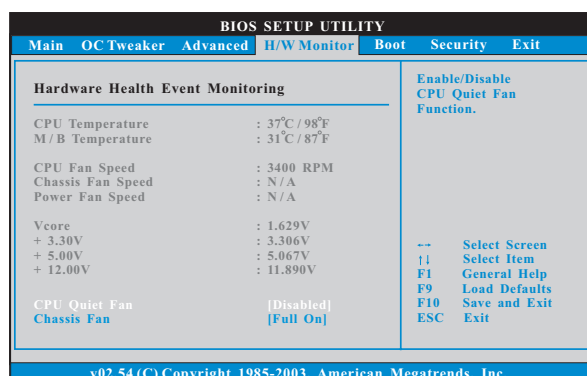 BIOS SETUP UTILITY
Main OC Tweaker Advanced H/W Monitor Boot Security Exit
Hardware Health Event Monitoring
CPU Temperature : 37°C / 98°F
M / B Temperature : 31°C / 87°F
CPU Fan Speed : 3400 RPM
Chassis Fan Speed : N / A
Power Fan Speed : N / A
Vcore : 1.629V
+ 3.30V : 3.306V
+ 5.00V : 5.067V
+ 12.00V : 11.890V
CPU Quiet Fan [Disabled]
Chassis Fan [Full On]
Enable/Disable
CPU Quiet Fan
Function.
←→ Select Screen
↑↓ Select Item
F1 General Help
F9 Load Defaults
F10 Save and Exit
ESC Exit
v02.54 (C) Copyright 1985-2003, American Megatrends, Inc.